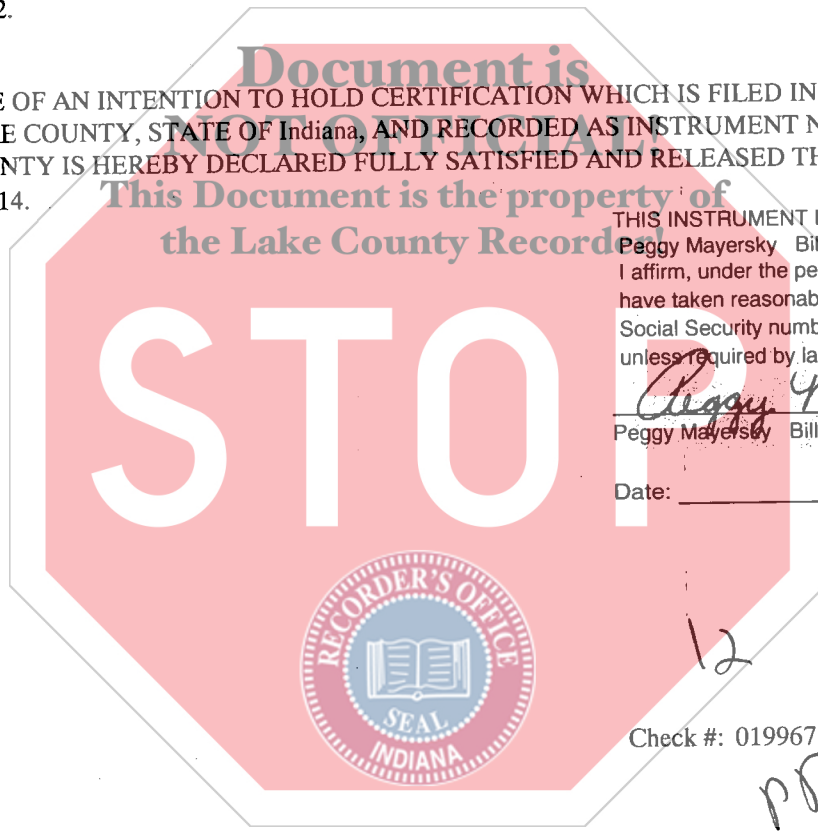 2.
Document is
E OF AN INTENTION TO HOLD CERTIFICATION WHICH IS FILED IN
NOT OFFICIAL!
E COUNTY, STATE OF Indiana, AND RECORDED AS INSTRUMENT N
NTY IS HEREBY DECLARED FULLY SATISFIED AND RELEASED TH
14.
This Document is the property of
the Lake County Recorder!
THIS INSTRUMENT
Peggy Mayersky Bil
I affirm, under the pe
have taken reasonab
Social Security numb
unless required by la
Peggy
Peggy Mayersky Bill
Date:
STOP
RECORDER'S OFFICE
SEAL
INDIANA
12
Check #: 019967